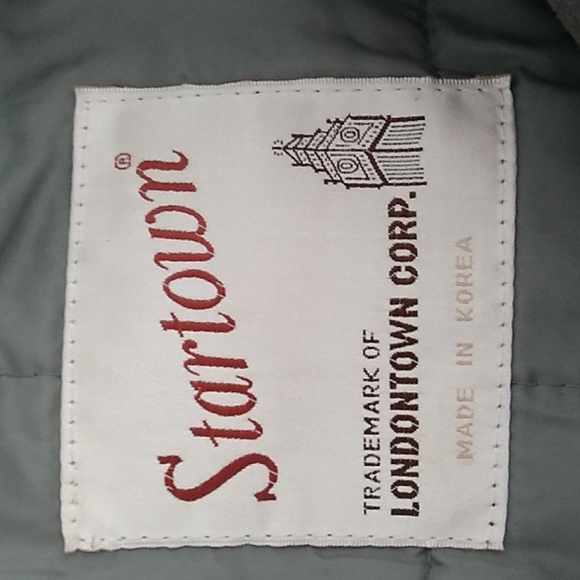 Startown®
TRADEMARK OF
LONDONTOWN CORP.
MADE IN KOREA